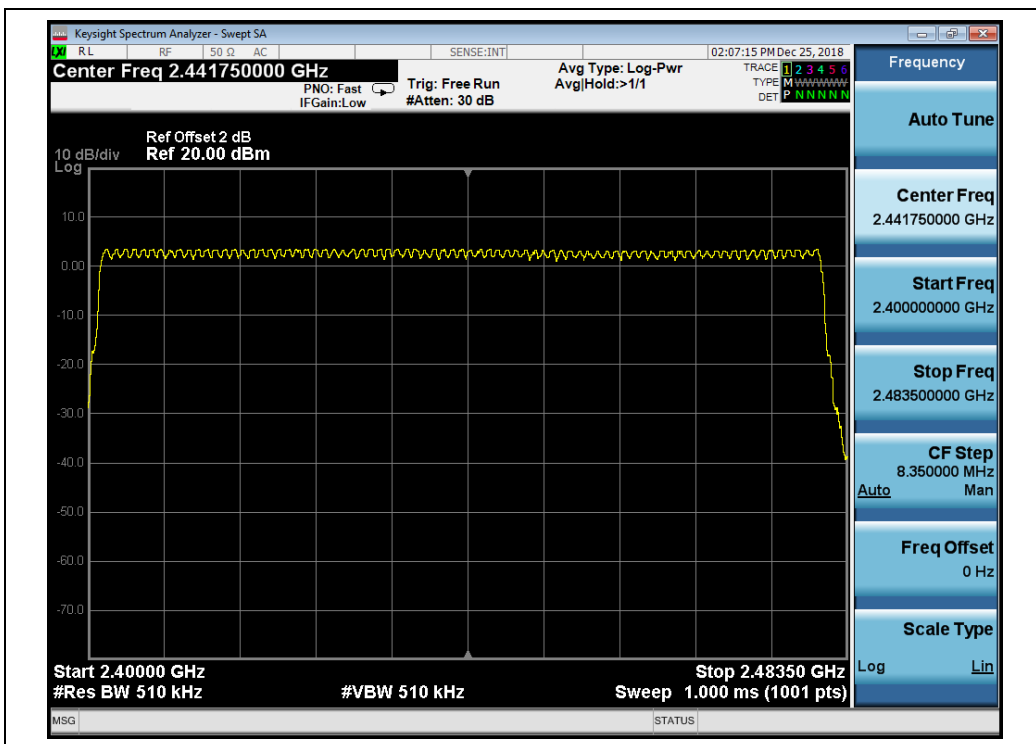 Keysight Spectrum Analyzer - Swept SA
LXI RL RF 50 Ω AC SENSE:INT 02:07:15 PM Dec 25, 2018
Center Freq 2.441750000 GHz
PNO: Fast
IFGain:Low
Trig: Free Run
#Atten: 30 dB
Avg Type: Log-Pwr
Avg|Hold:>1/1
TRACE 1 2 3 4 5 6
TYPE M WWWWW
DET P N N N N N
Ref Offset 2 dB
10 dB/div Ref 20.00 dBm
Log
10.0
0.00
-10.0
-20.0
-30.0
-40.0
-50.0
-60.0
-70.0
Start 2.40000 GHz Stop 2.48350 GHz
#Res BW 510 kHz #VBW 510 kHz Sweep 1.000 ms (1001 pts)
MSG STATUS
Frequency
Auto Tune
Center Freq
2.441750000 GHz
Start Freq
2.400000000 GHz
Stop Freq
2.483500000 GHz
CF Step
8.350000 MHz
Auto Man
Freq Offset
0 Hz
Scale Type
Log Lin